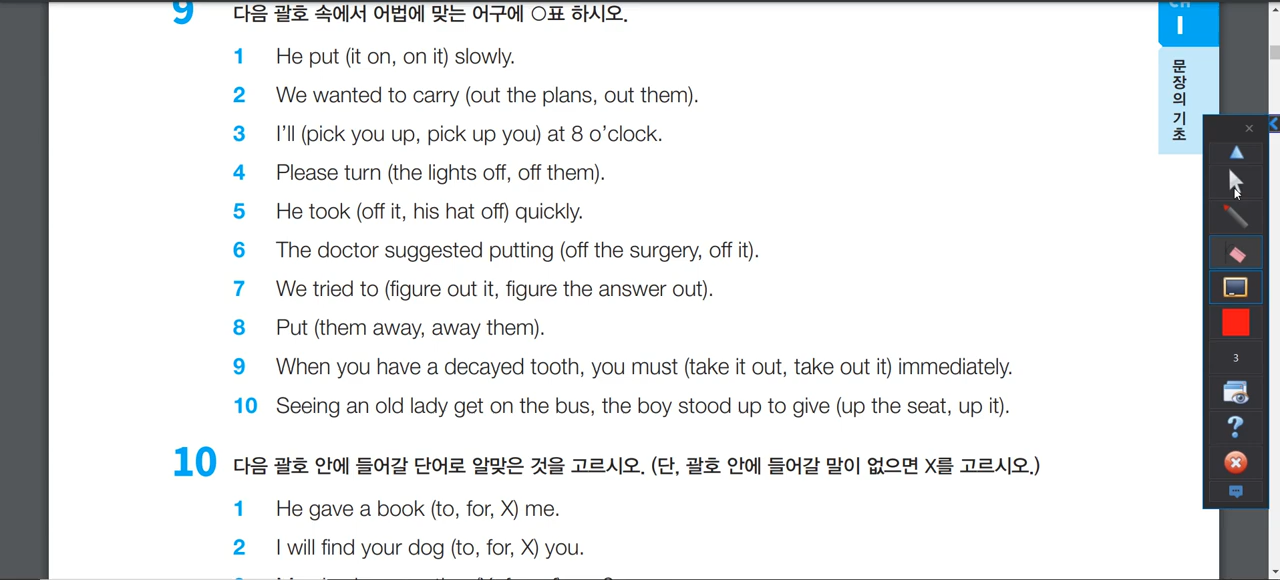 9 다음 괄호 속에서 어법에 맞는 어구에 ○표 하시오.
1 He put (it on, on it) slowly.
2 We wanted to carry (out the plans, out them).
3 I'll (pick you up, pick up you) at 8 o'clock.
4 Please turn (the lights off, off them).
5 He took (off it, his hat off) quickly.
6 The doctor suggested putting (off the surgery, off it).
7 We tried to (figure out it, figure the answer out).
8 Put (them away, away them).
9 When you have a decayed tooth, you must (take it out, take out it) immediately.
10 Seeing an old lady get on the bus, the boy stood up to give (up the seat, up it).
10 다음 괄호 안에 들어갈 단어로 알맞은 것을 고르시오. (단, 괄호 안에 들어갈 말이 없으면 X를 고르시오.)
1 He gave a book (to, for, X) me.
2 I will find your dog (to, for, X) you.
CH
I
문장의 기초
3